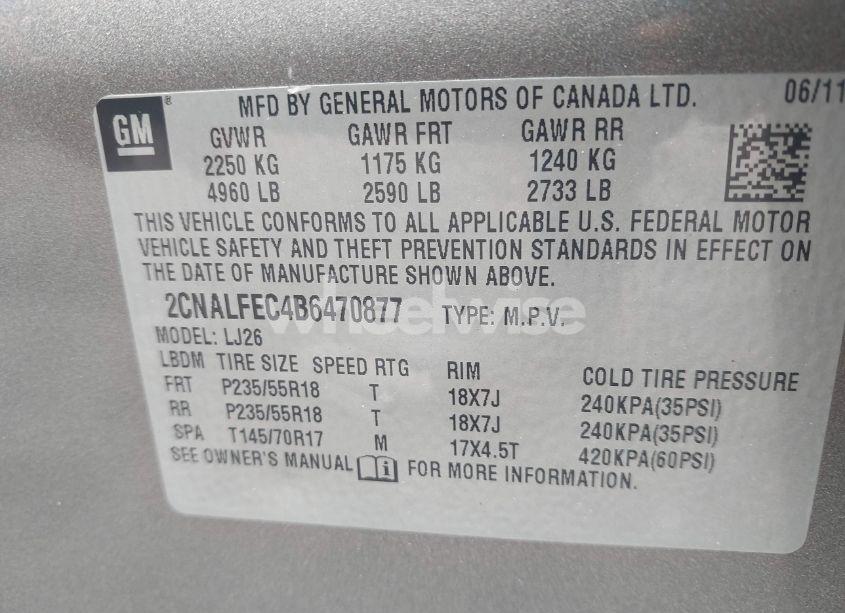 GM® MFD BY GENERAL MOTORS OF CANADA LTD. 06/11
GVWR GAWR FRT GAWR RR
2250 KG 1175 KG 1240 KG
4960 LB 2590 LB 2733 LB
THIS VEHICLE CONFORMS TO ALL APPLICABLE U.S. FEDERAL MOTOR
VEHICLE SAFETY AND THEFT PREVENTION STANDARDS IN EFFECT ON
THE DATE OF MANUFACTURE SHOWN ABOVE.
2CNALFEC4B6470877 TYPE: M.P.V.
wheelwise
MODEL: LJ26
LBDM TIRE SIZE SPEED RTG RIM COLD TIRE PRESSURE
FRT P235/55R18 T 18X7J 240KPA(35PSI)
RR P235/55R18 T 18X7J 240KPA(35PSI)
SPA T145/70R17 M 17X4.5T 420KPA(60PSI)
SEE OWNER'S MANUAL FOR MORE INFORMATION.